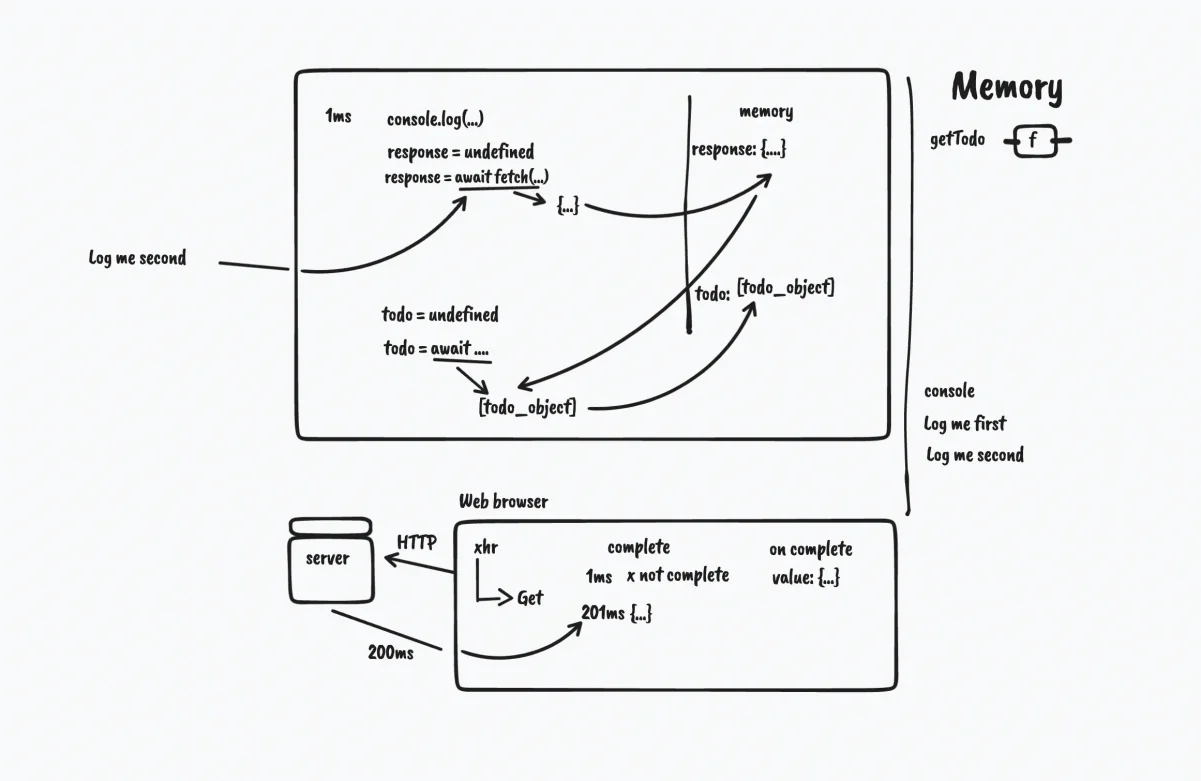 Memory
getTodo f
1ms console.log(...)
response = undefined
response = await fetch(...)
{...}
memory
response: {....}
Log me second
todo = undefined
todo = await ....
[todo_object]
todo: [todo_object]
console
Log me first
Log me second
Web browser
server
HTTP
200ms
xhr
Get
complete
1ms x not complete
201ms {...}
on complete
value: {...}